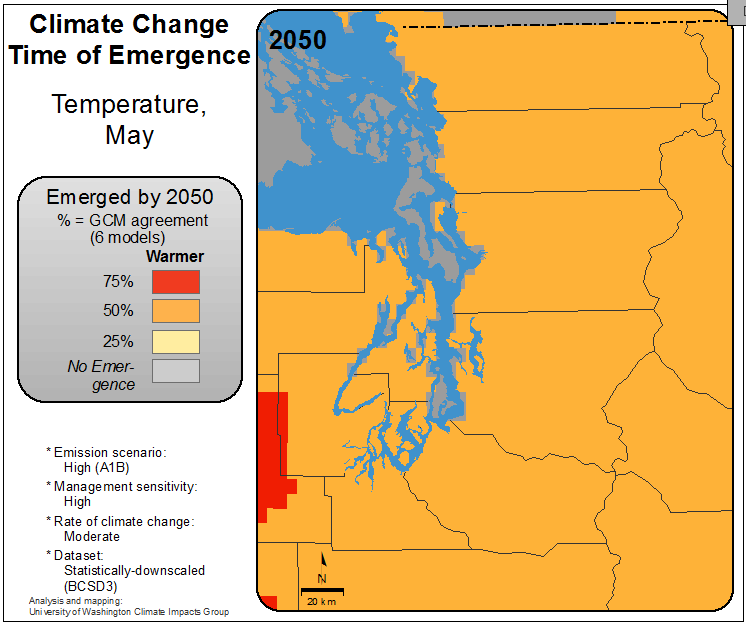 Climate Change
Time of Emergence
Temperature,
May
Emerged by 2050
% = GCM agreement
(6 models)
Warmer
75%
50%
25%
No Emer-
gence
* Emission scenario:
High (A1B)
* Management sensitivity:
High
* Rate of climate change:
Moderate
* Dataset:
Statistically-downscaled
(BCSD3)
Analysis and mapping:
University of Washington Climate Impacts Group
2050
N
20 km